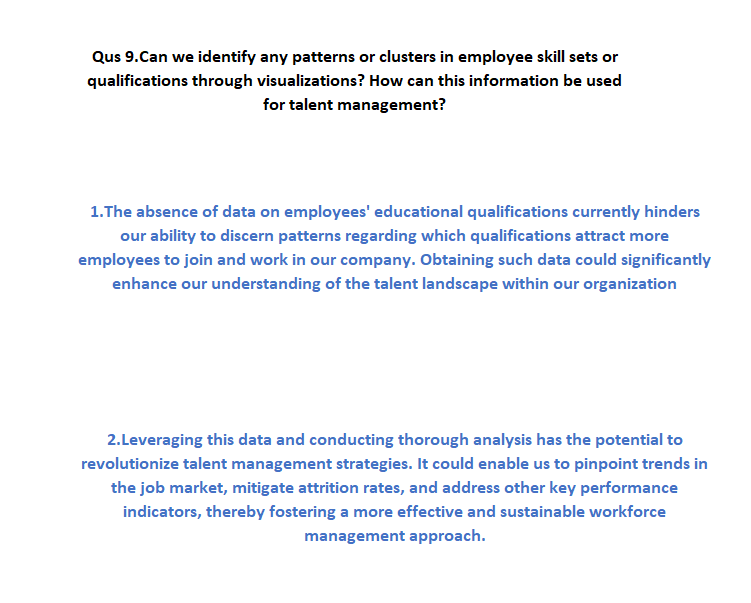 Qus 9.Can we identify any patterns or clusters in employee skill sets or
qualifications through visualizations? How can this information be used
for talent management?
1.The absence of data on employees' educational qualifications currently hinders
our ability to discern patterns regarding which qualifications attract more
employees to join and work in our company. Obtaining such data could significantly
enhance our understanding of the talent landscape within our organization
2.Leveraging this data and conducting thorough analysis has the potential to
revolutionize talent management strategies. It could enable us to pinpoint trends in
the job market, mitigate attrition rates, and address other key performance
indicators, thereby fostering a more effective and sustainable workforce
management approach.